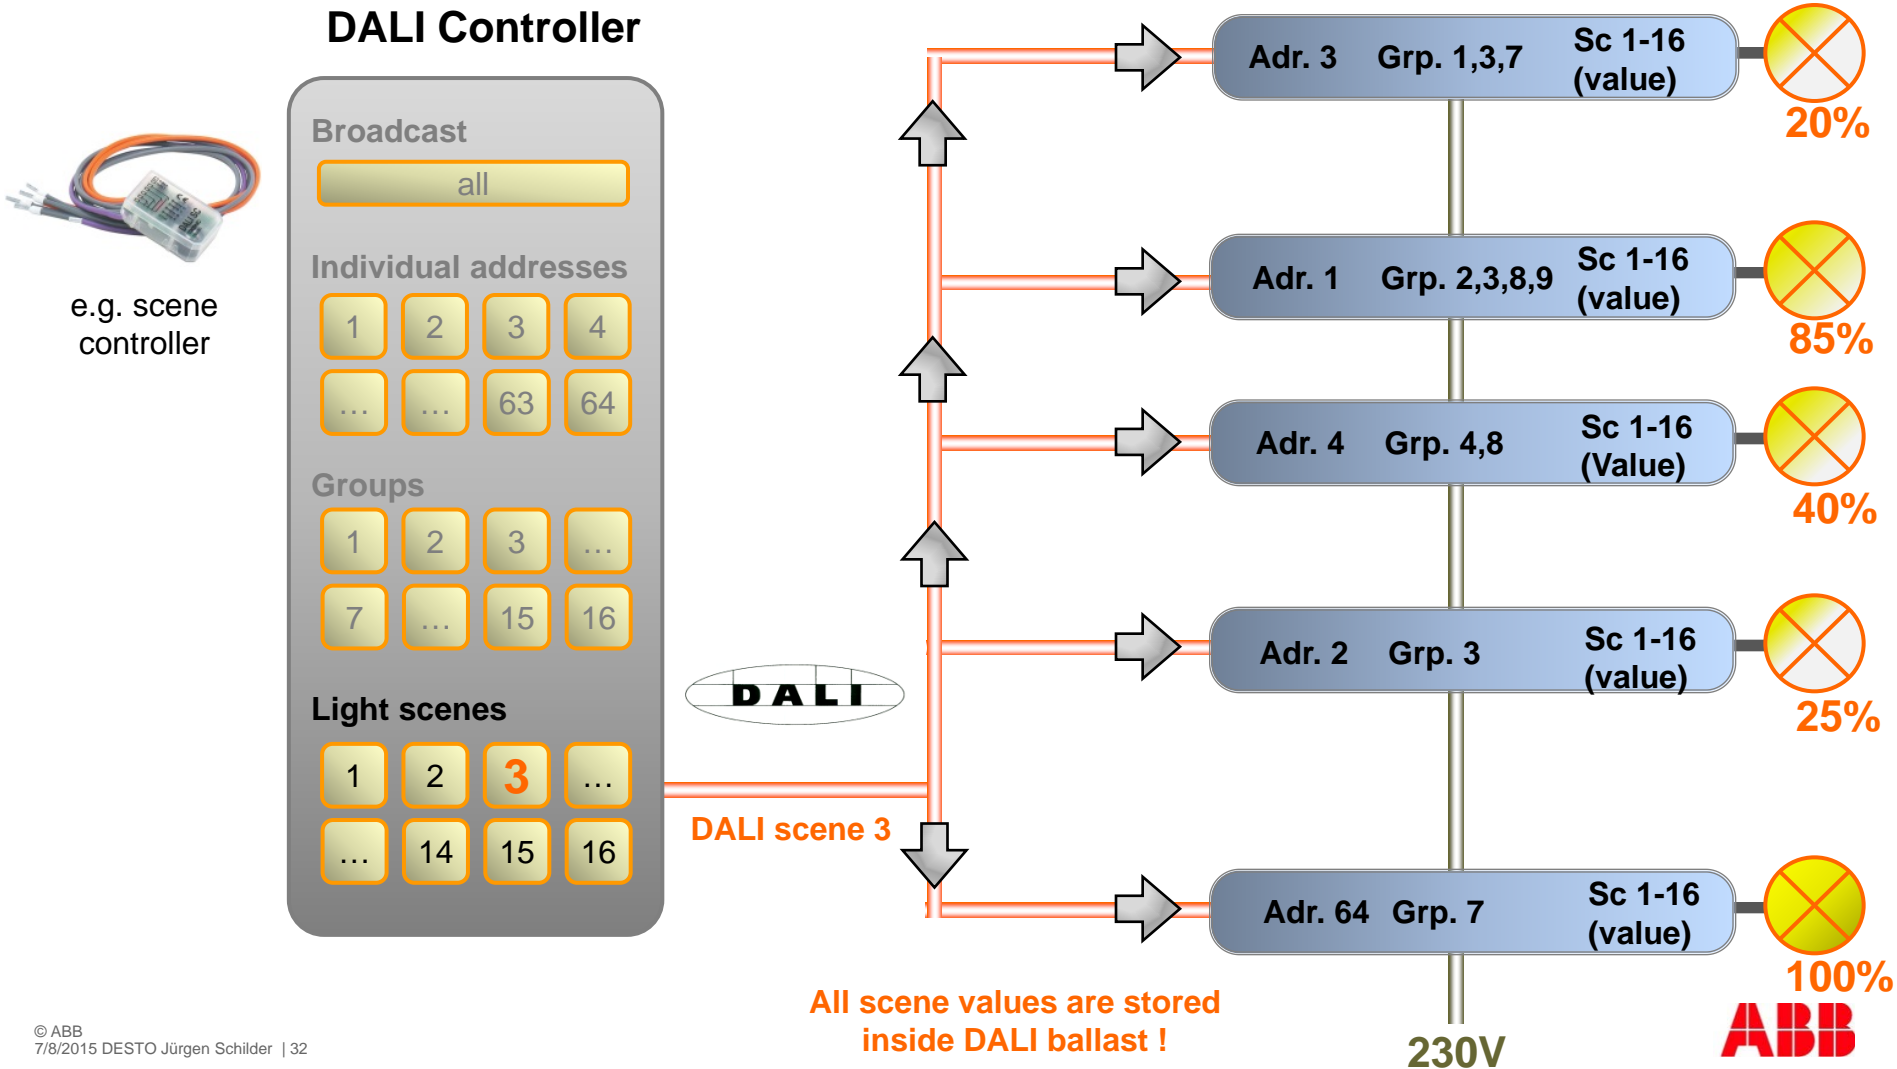 DALI Controller
e.g. scene
controller
Broadcast
all
Individual addresses
1 2 3 4
… … 63 64
Groups
1 2 3 …
7 … 15 16
Light scenes
1 2 3 …
… 14 15 16
DALI
DALI scene 3
Adr. 3 Grp. 1,3,7 Sc 1-16
(value)
20%
Adr. 1 Grp. 2,3,8,9 Sc 1-16
(value)
85%
Adr. 4 Grp. 4,8 Sc 1-16
(Value)
40%
Adr. 2 Grp. 3 Sc 1-16
(value)
25%
Adr. 64 Grp. 7 Sc 1-16
(value)
100%
All scene values are stored
inside DALI ballast !
230V
© ABB
7/8/2015 DESTO Jürgen Schilder | 32
ABB